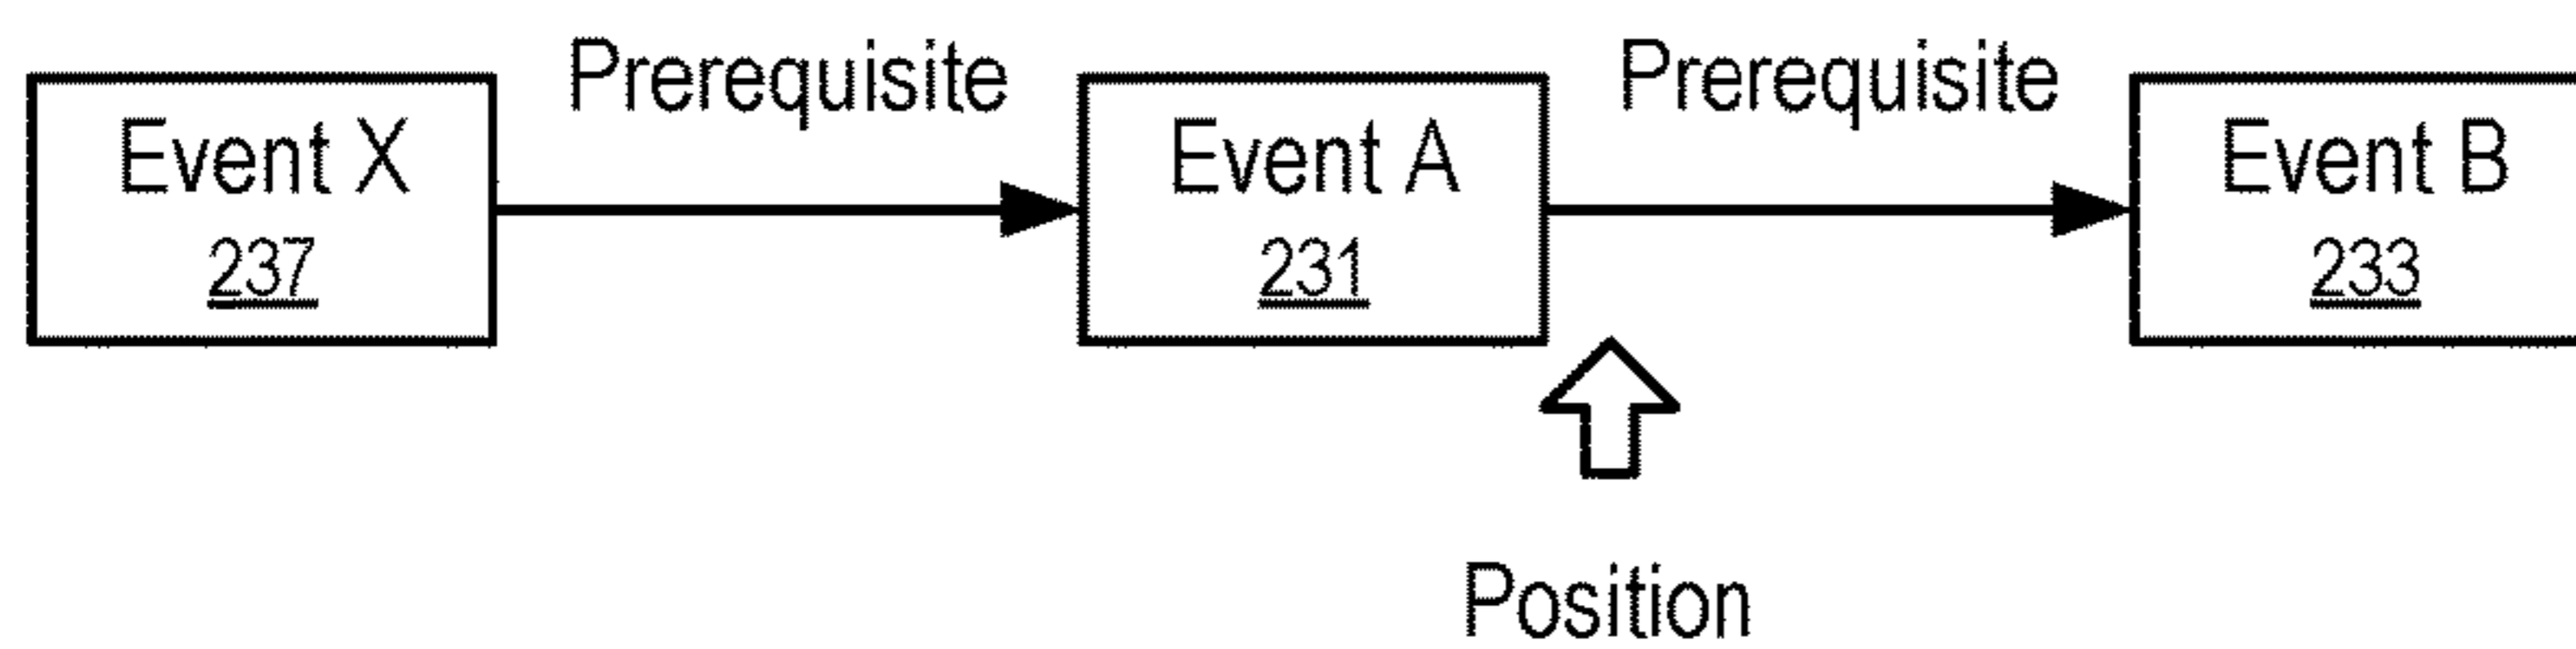 Prerequisite
Prerequisite
Event X
237
Event A
231
Event B
233
Position